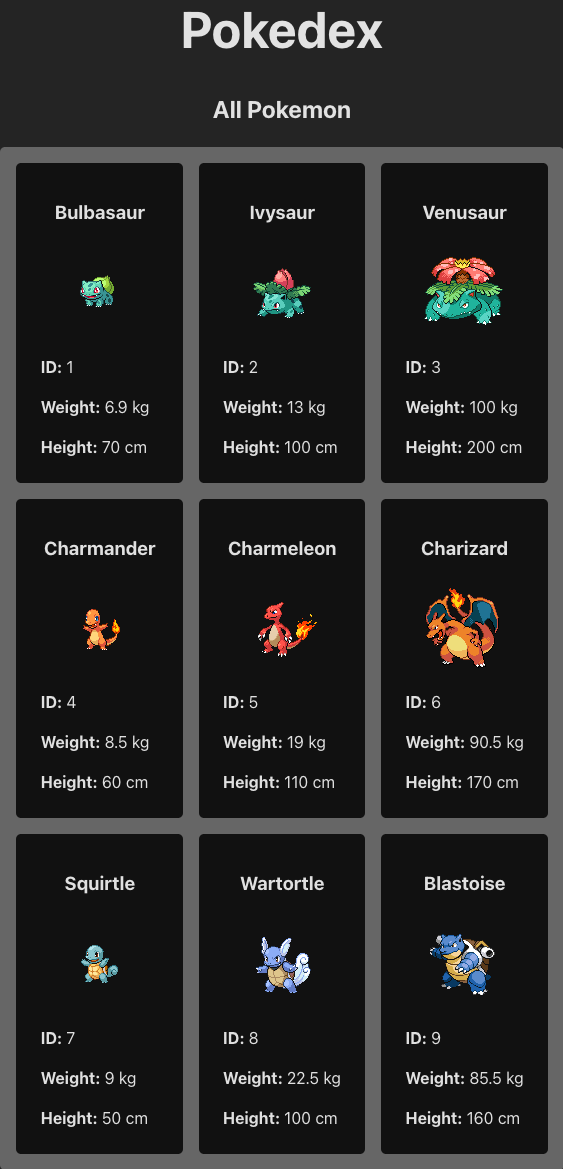 Pokedex
All Pokemon
Bulbasaur
ID: 1
Weight: 6.9 kg
Height: 70 cm
Ivysaur
ID: 2
Weight: 13 kg
Height: 100 cm
Venusaur
ID: 3
Weight: 100 kg
Height: 200 cm
Charmander
ID: 4
Weight: 8.5 kg
Height: 60 cm
Charmeleon
ID: 5
Weight: 19 kg
Height: 110 cm
Charizard
ID: 6
Weight: 90.5 kg
Height: 170 cm
Squirtle
ID: 7
Weight: 9 kg
Height: 50 cm
Wartortle
ID: 8
Weight: 22.5 kg
Height: 100 cm
Blastoise
ID: 9
Weight: 85.5 kg
Height: 160 cm